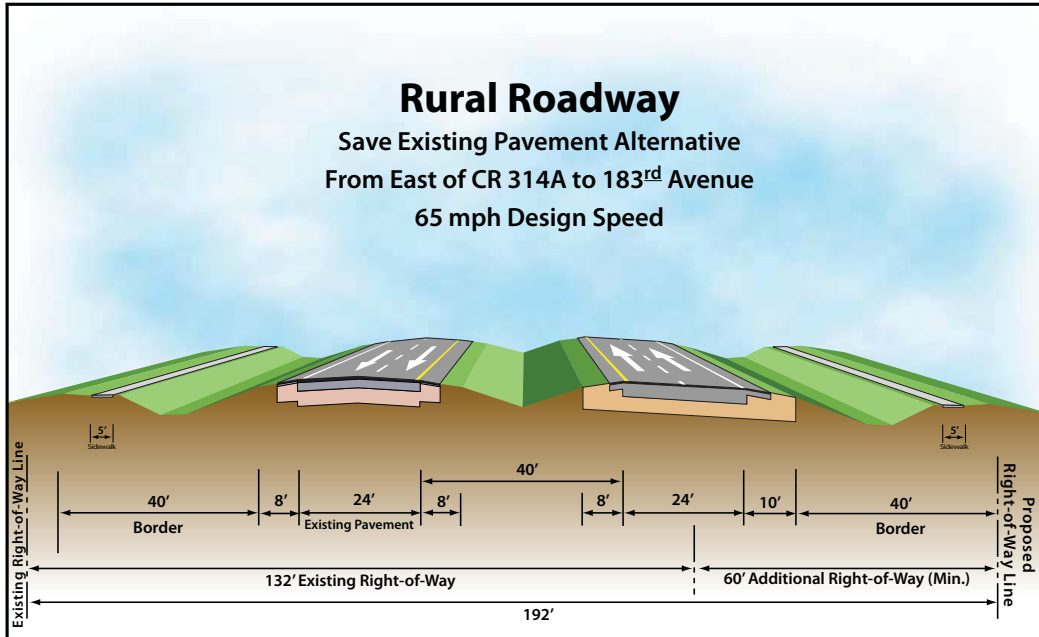 Rural Roadway
Save Existing Pavement Alternative
From East of CR 314A to 183rd Avenue
65 mph Design Speed
5’
Sidewalk
5’
Sidewalk
40’
40’
8’
24’
8’
8’
24’
10’
40’
Border
Existing Pavement
Border
132’ Existing Right-of-Way
60’ Additional Right-of-Way (Min.)
192’
Existing Right-of-Way Line
Proposed
Right-of-Way Line